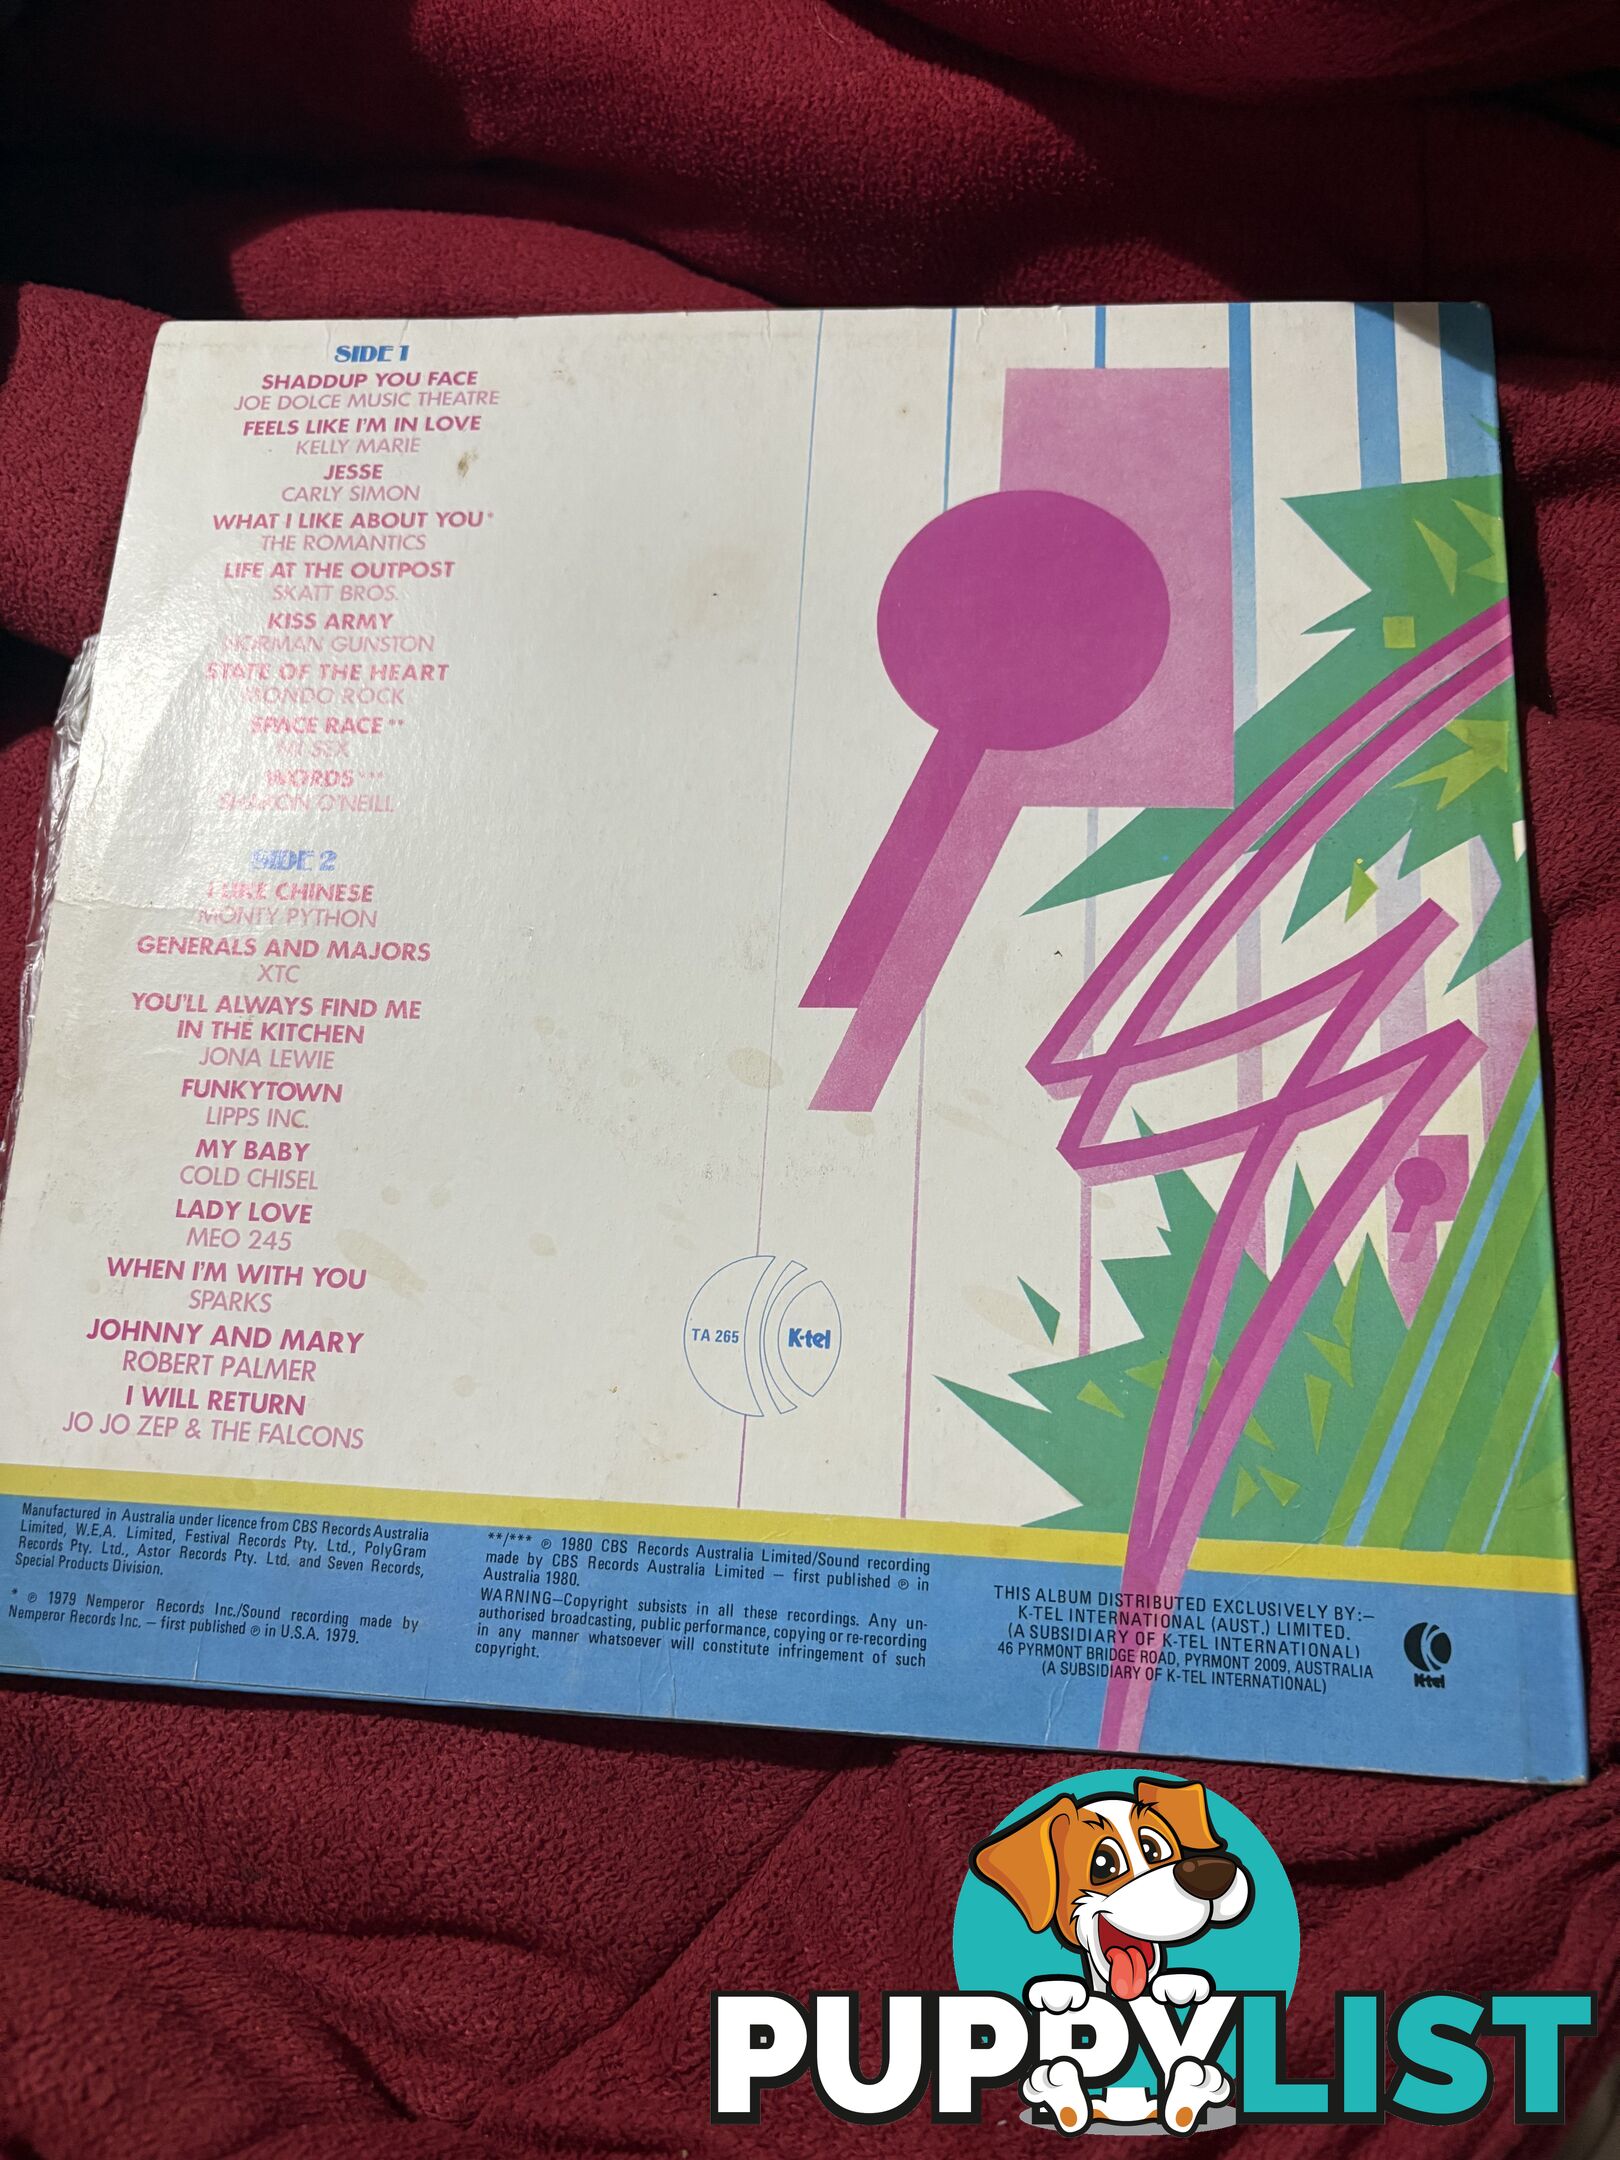 SIDE 1
SHADDUP YOU FACE
JOE DOLCE MUSIC THEATRE
FEELS LIKE I'M IN LOVE
KELLY MARIE
JESSE
CARLY SIMON
WHAT I LIKE ABOUT YOU*
THE ROMANTICS
LIFE AT THE OUTPOST
SKATT BROS.
KISS ARMY
NORMAN GUNSTON
STATE OF THE HEART
MONDO ROCK
SPACE RACE **
MI SEX
WORDS ***
SHARON O'NEILL
SIDE 2
I LIKE CHINESE
MONTY PYTHON
GENERALS AND MAJORS
XTC
YOU'LL ALWAYS FIND ME
IN THE KITCHEN
JONA LEWIE
FUNKYTOWN
LIPPS INC.
MY BABY
COLD CHISEL
LADY LOVE
MEO 245
WHEN I'M WITH YOU
SPARKS
JOHNNY AND MARY
ROBERT PALMER
I WILL RETURN
JO JO ZEP & THE FALCONS
TA 265
K-tel
Manufactured in Australia under licence from CBS Records Australia
Limited, W.E.A. Limited, Festival Records Pty. Ltd., PolyGram
Records Pty. Ltd., Astor Records Pty. Ltd. and Seven Records,
Special Products Division.
* ℗ 1979 Nemperor Records Inc./Sound recording made by
Nemperor Records Inc. — first published ℗ in U.S.A. 1979.
**/*** ℗ 1980 CBS Records Australia Limited/Sound recording
made by CBS Records Australia Limited — first published ℗ in
Australia 1980.
WARNING—Copyright subsists in all these recordings. Any un-
authorised broadcasting, public performance, copying or re-recording
in any manner whatsoever will constitute infringement of such
copyright.
THIS ALBUM DISTRIBUTED EXCLUSIVELY BY:—
K-TEL INTERNATIONAL (AUST.) LIMITED.
(A SUBSIDIARY OF K-TEL INTERNATIONAL)
46 PYRMONT BRIDGE ROAD, PYRMONT 2009, AUSTRALIA
(A SUBSIDIARY OF K-TEL INTERNATIONAL)
K-tel
PUPPYLIST